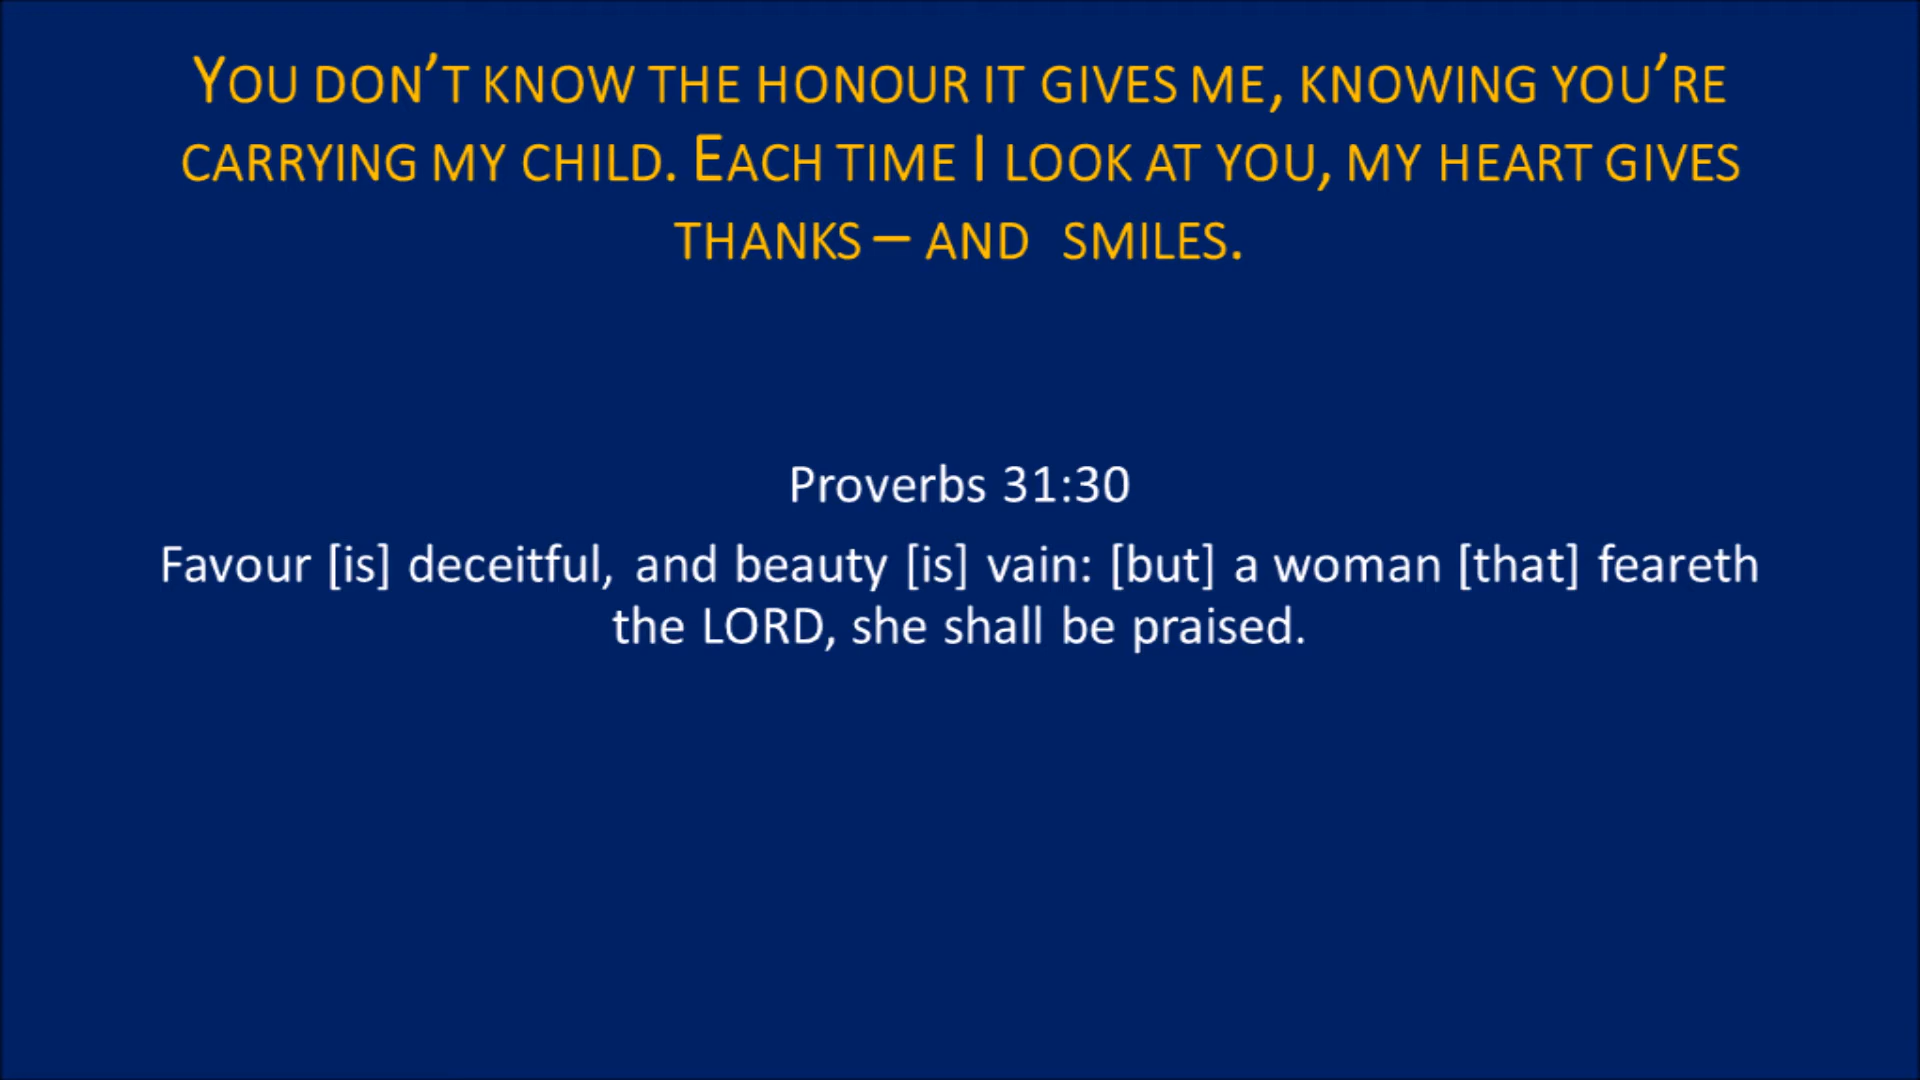 You don’t know the honour it gives me, knowing you’re
carrying my child. Each time I look at you, my heart gives
thanks – and smiles.
Proverbs 31:30
Favour [is] deceitful, and beauty [is] vain: [but] a woman [that] feareth
the LORD, she shall be praised.